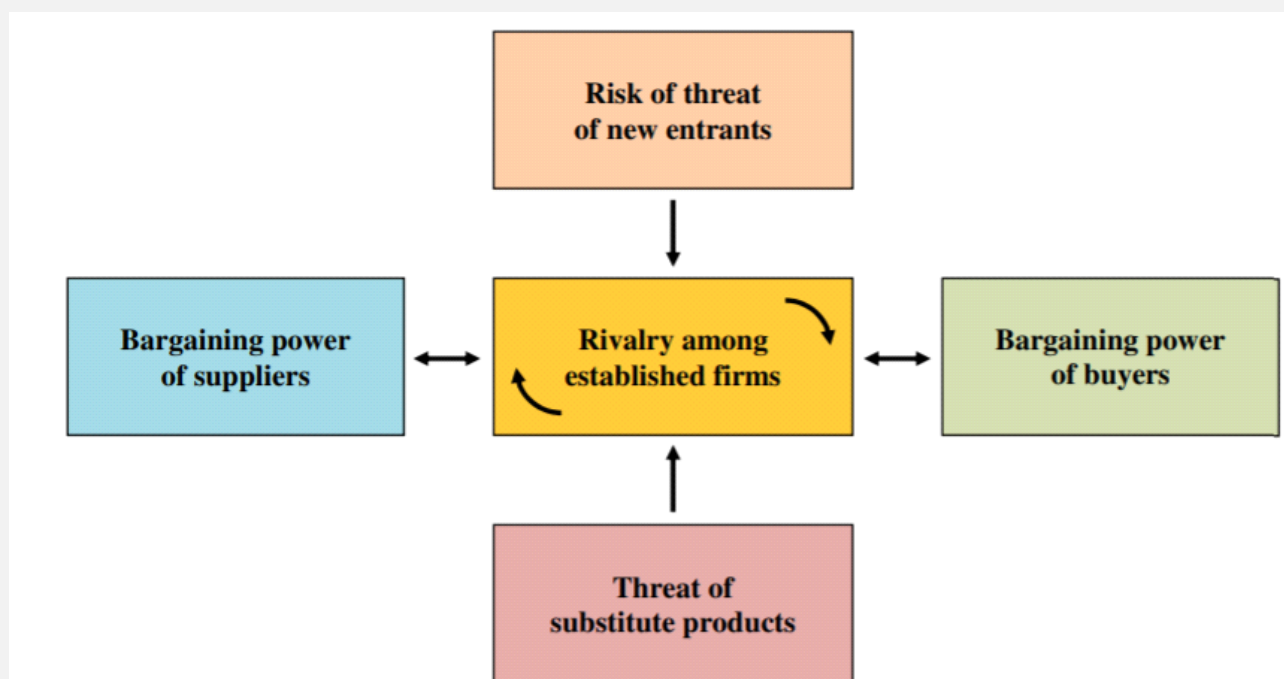 Risk of threat
of new entrants
Bargaining power
of suppliers
Rivalry among
established firms
Bargaining power
of buyers
Threat of
substitute products